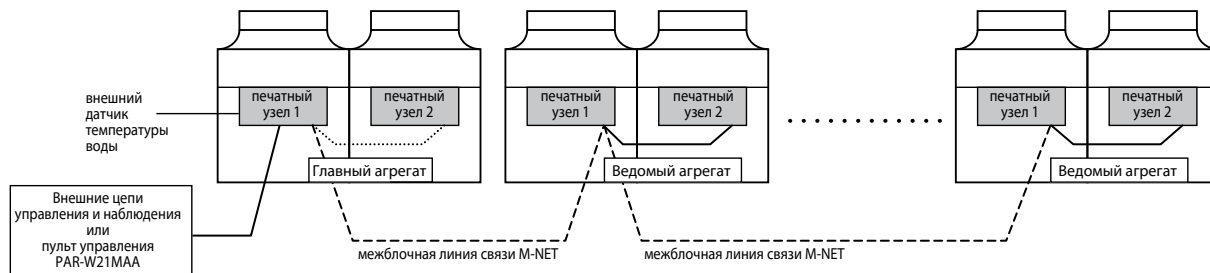 внешний
датчик
температуры
воды
печатный
узел 1
печатный
узел 2
Главный агрегат
печатный
узел 1
печатный
узел 2
Ведомый агрегат
печатный
узел 1
печатный
узел 2
Ведомый агрегат
Внешние цепи
управления и наблюдения
или
пульт управления
PAR-W21MAA
межблочная линия связи M-NET
межблочная линия связи M-NET